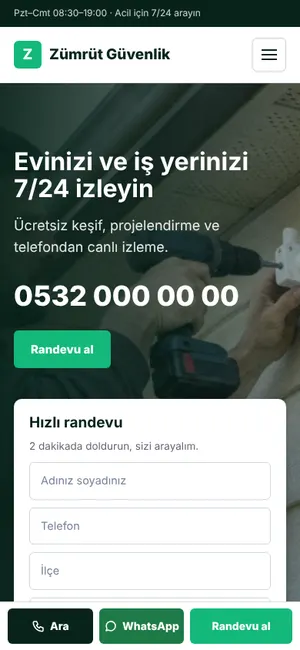 Pzt–Cmt 08:30–19:00 · Acil için 7/24 arayın
Z Zümrüt Güvenlik
Evinizi ve iş yerinizi
7/24 izleyin
Ücretsiz keşif, projelendirme ve
telefondan canlı izleme.
0532 000 00 00
Randevu al
Hızlı randevu
2 dakikada doldurun, sizi arayalım.
Adınız soyadınız
Telefon
İlçe
Ara WhatsApp Randevu al